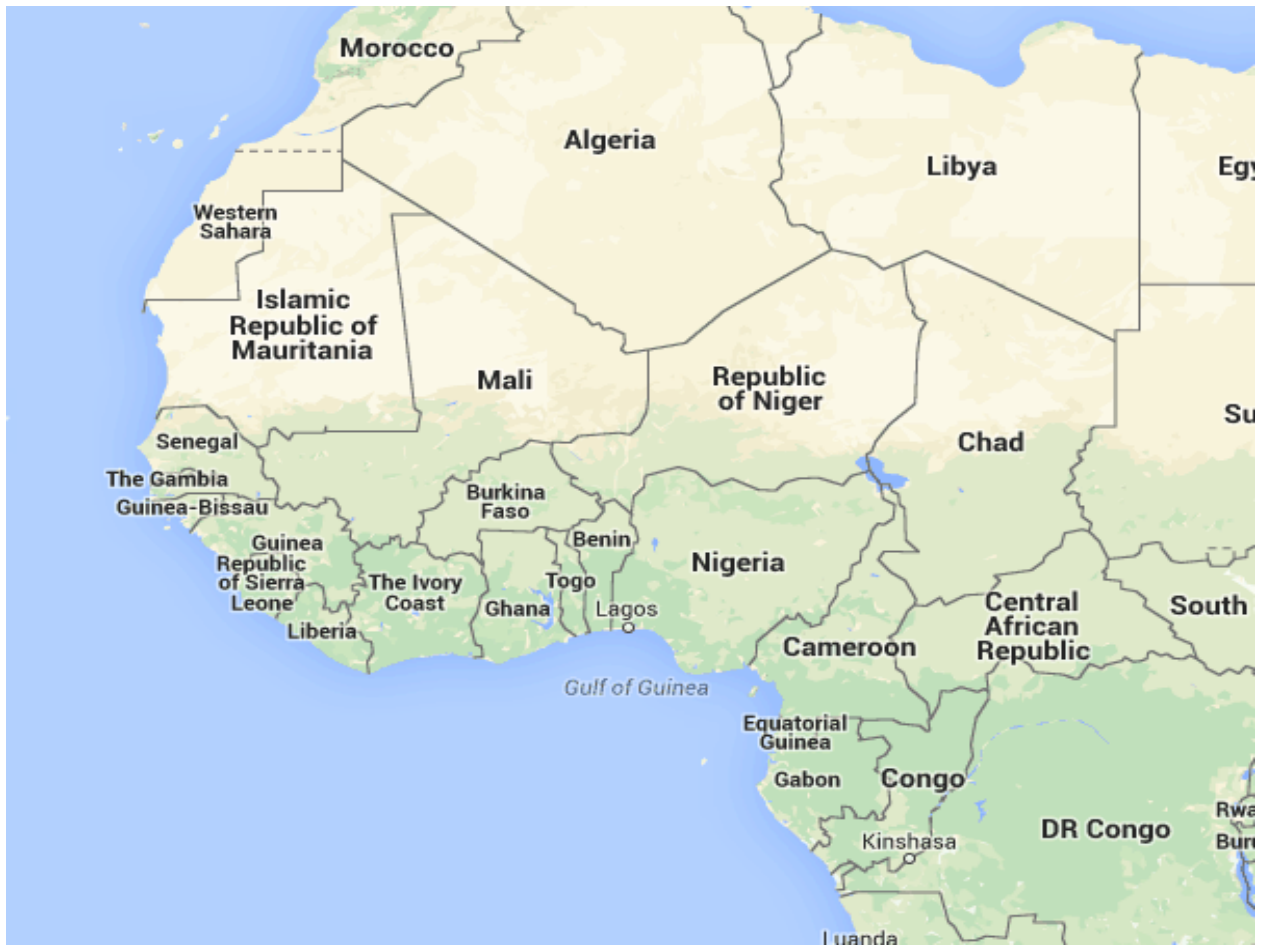 Morocco
Algeria
Libya
Egy
Western
Sahara
Islamic
Republic of
Mauritania
Mali
Republic
of Niger
Chad
Su
Senegal
The Gambia
Guinea-Bissau
Burkina
Faso
Guinea
Republic
of Sierra
Leone
Liberia
The Ivory
Coast
Ghana
Togo
Benin
Lagos
Nigeria
Cameroon
Central
African
Republic
South
Gulf of Guinea
Equatorial
Guinea
Gabon
Congo
Kinshasa
DR Congo
Rwa
Buru
Luanda